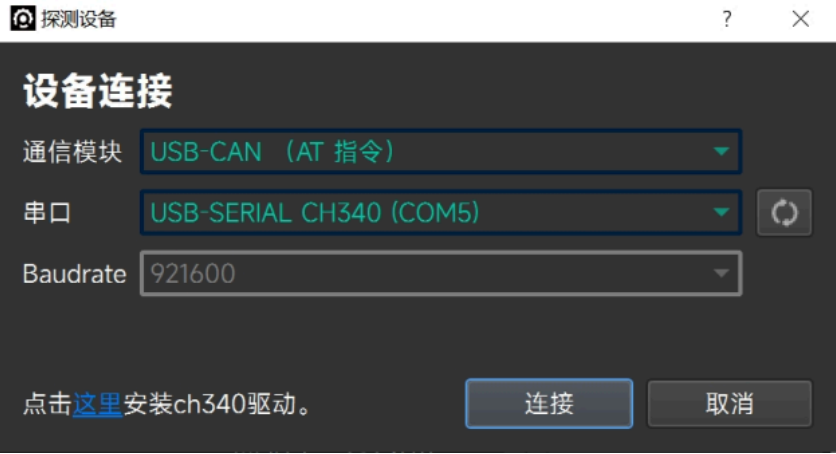 探测设备
设备连接
通信模块 USB-CAN （AT 指令）
串口 USB-SERIAL CH340 (COM5)
Baudrate 921600
点击这里安装ch340驱动。 连接 取消